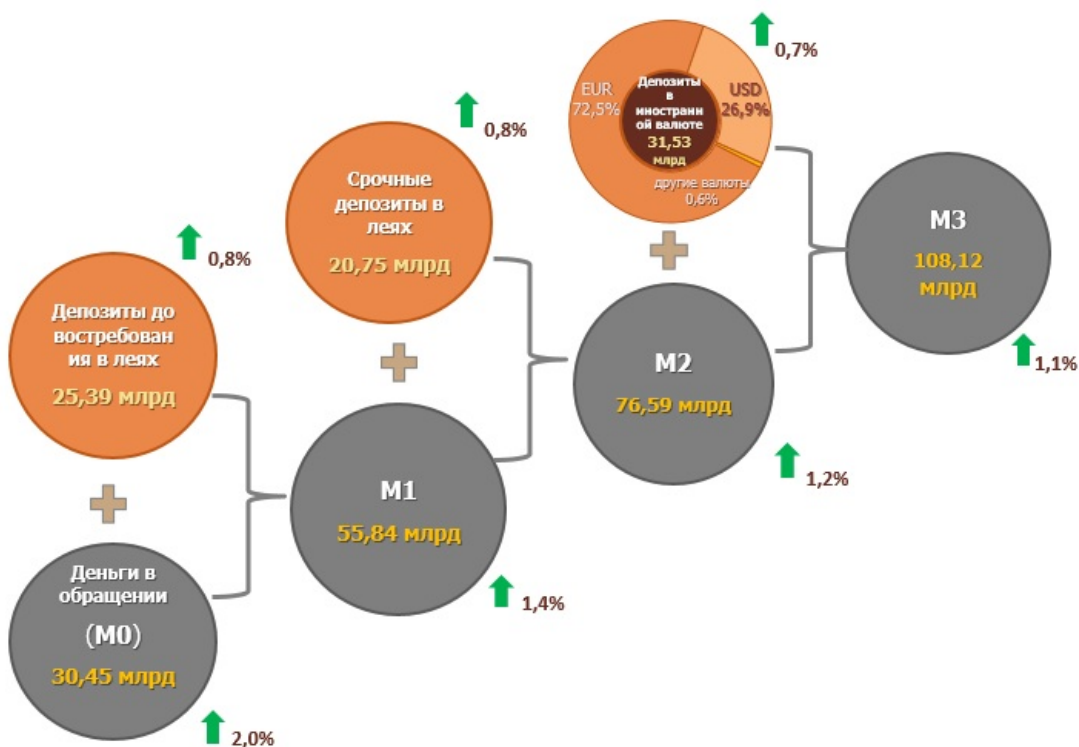 0,8%
Депозиты до
востребован
ия в леях
25,39 млрд
Деньги в
обращении
(M0)
30,45 млрд
2,0%
0,8%
Срочные
депозиты в
леях
20,75 млрд
M1
55,84 млрд
1,4%
0,7%
EUR
72,5%
USD
26,9%
Депозиты
в
иностранн
ой валюте
31,53
млрд
другие валюты
0,6%
M2
76,59 млрд
1,2%
M3
108,12
млрд
1,1%